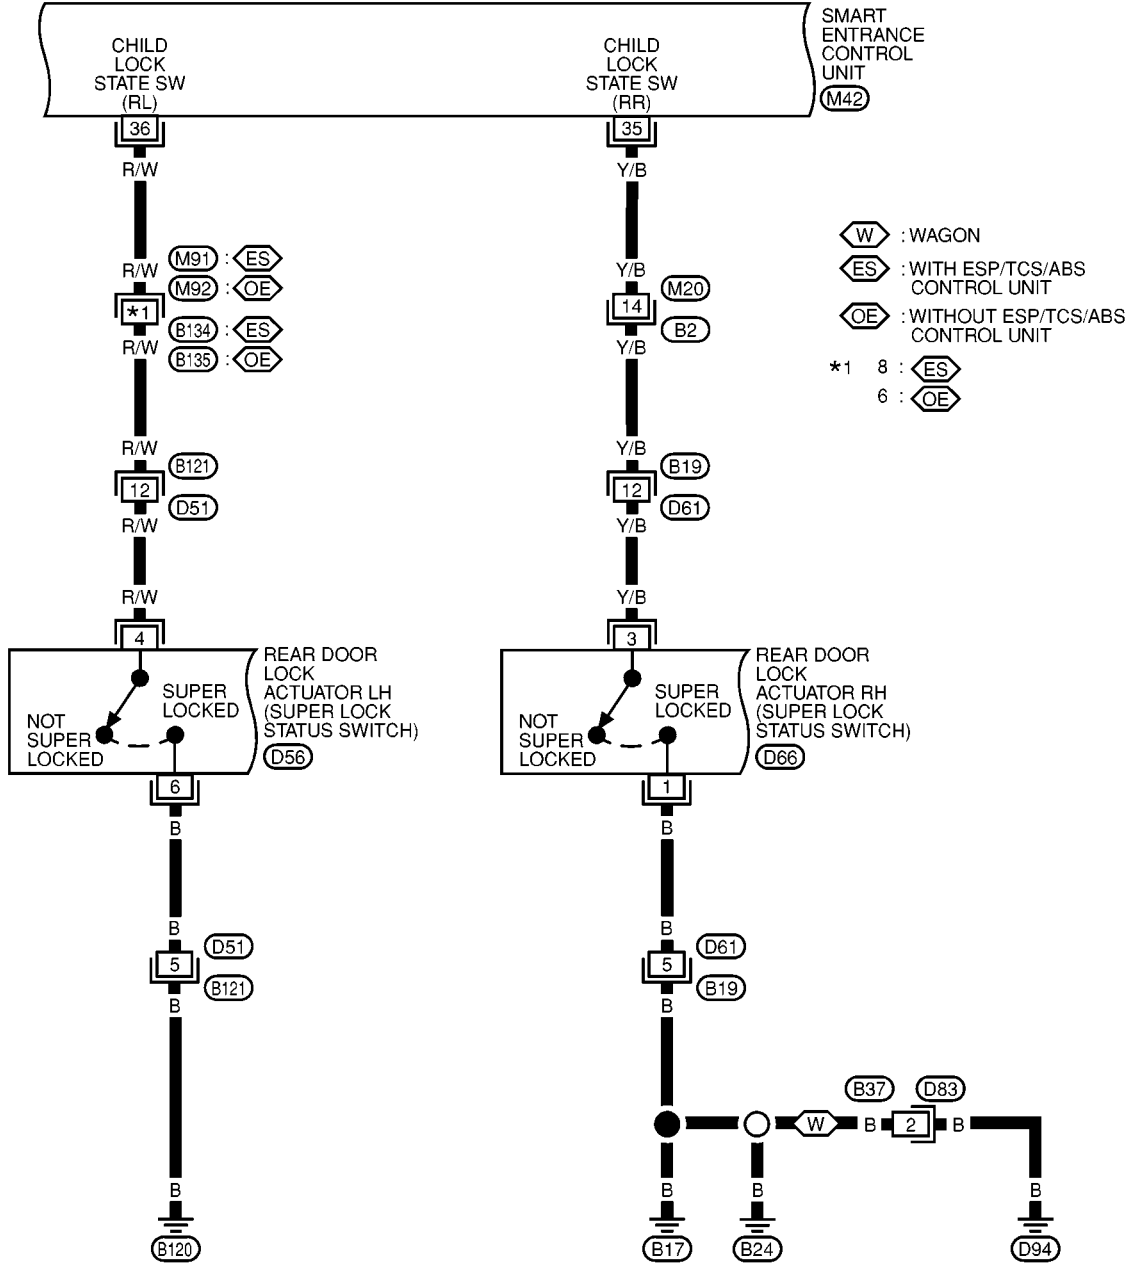 SMART
ENTRANCE
CONTROL
UNIT
M42
CHILD
LOCK
STATE SW
(RL)
CHILD
LOCK
STATE SW
(RR)
36
35
R/W
Y/B
R/W
M91 : ES
M92 : OE
*1
B134 : ES
B135 : OE
R/W
Y/B
M20
14
B2
Y/B
W : WAGON
ES : WITH ESP/TCS/ABS
CONTROL UNIT
OE : WITHOUT ESP/TCS/ABS
CONTROL UNIT
*1 8 : ES
6 : OE
R/W
B121
12
D51
R/W
Y/B
B19
12
D61
Y/B
R/W
Y/B
4
3
REAR DOOR
LOCK
ACTUATOR LH
(SUPER LOCK
STATUS SWITCH)
D56
SUPER
LOCKED
NOT
SUPER
LOCKED
REAR DOOR
LOCK
ACTUATOR RH
(SUPER LOCK
STATUS SWITCH)
D66
SUPER
LOCKED
NOT
SUPER
LOCKED
6
1
B
B
B
D51
5
B121
B
B
D61
5
B19
B
B37
D83
W
B
2
B
B
B
B
B
B120
B17
B24
D94